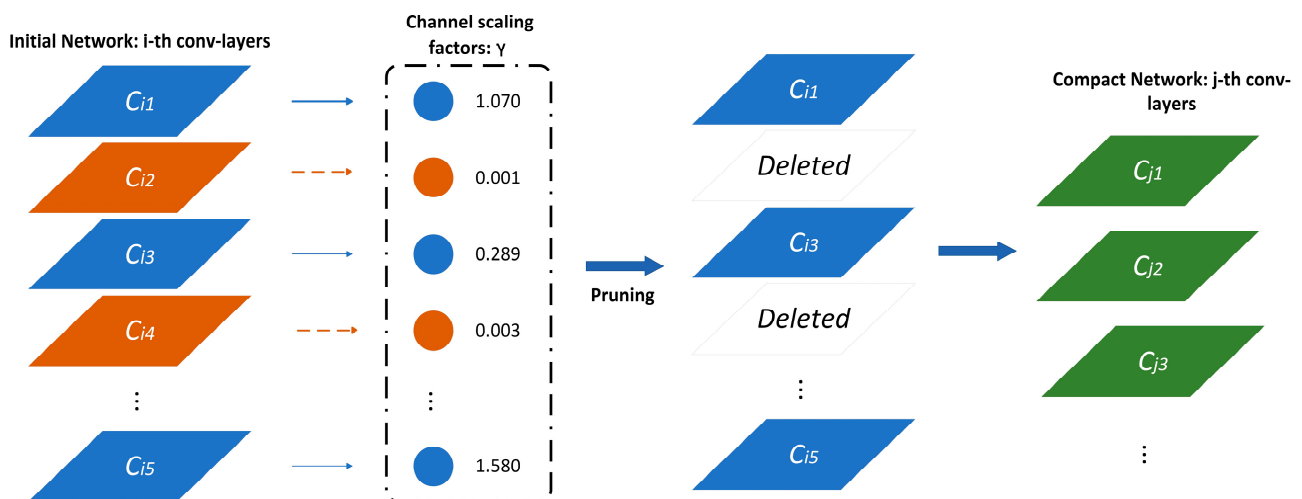 Initial Network: i-th conv-layers
Ci1
Ci2
Ci3
Ci4
⋮
Ci5
Channel scaling
factors: γ
1.070
0.001
0.289
0.003
⋮
1.580
Pruning
Ci1
Deleted
Ci3
Deleted
⋮
Ci5
Compact Network: j-th conv-
layers
Cj1
Cj2
Cj3
⋮